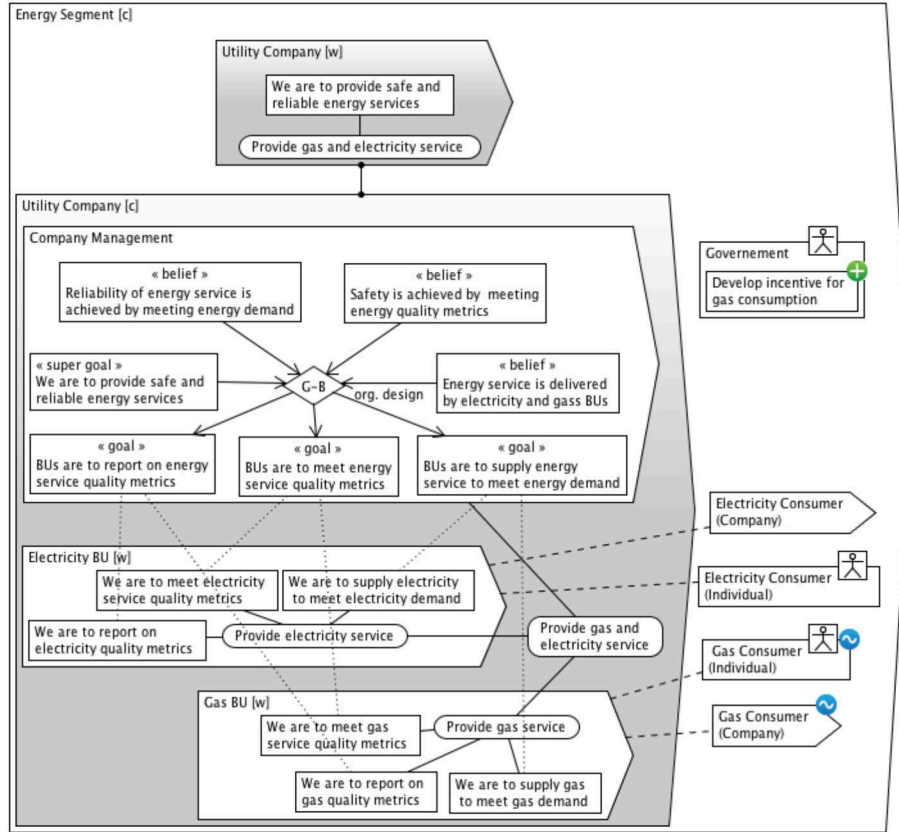 Energy Segment [c]
Utility Company [w]
We are to provide safe and
reliable energy services
Provide gas and electricity service
Utility Company [c]
Company Management
« belief »
Reliability of energy service is
achieved by meeting energy demand
« belief »
Safety is achieved by meeting
energy quality metrics
« super goal »
We are to provide safe and
reliable energy services
G-B
org. design
« belief »
Energy service is delivered
by electricity and gass BUs
« goal »
BUs are to report on energy
service quality metrics
« goal »
BUs are to meet energy
service quality metrics
« goal »
BUs are to supply energy
service to meet energy demand
Governement
Develop incentive for
gas consumption
Electricity Consumer
(Company)
Electricity BU [w]
We are to meet electricity
service quality metrics
We are to supply electricity
to meet electricity demand
We are to report on
electricity quality metrics
Provide electricity service
Provide gas and
electricity service
Electricity Consumer
(Individual)
Gas Consumer
(Individual)
Gas BU [w]
We are to meet gas
service quality metrics
Provide gas service
We are to report on
gas quality metrics
We are to supply gas
to meet gas demand
Gas Consumer
(Company)